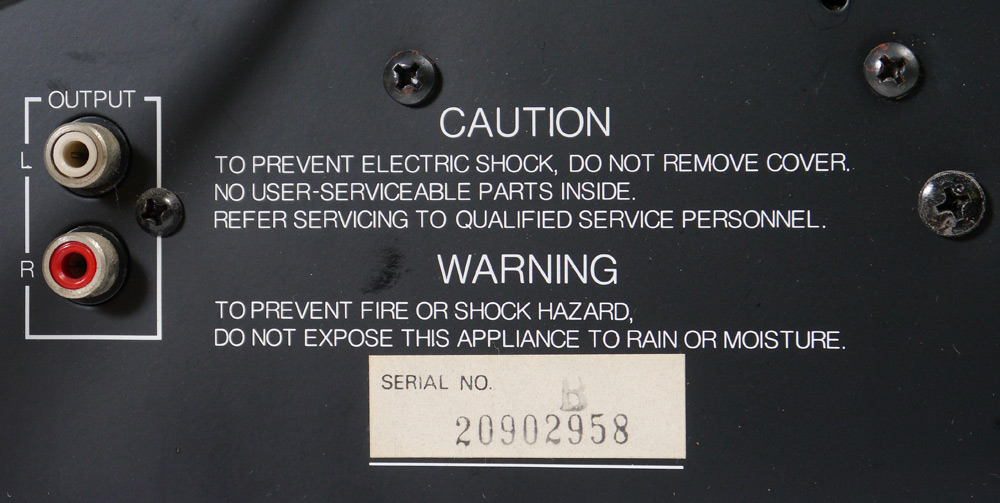 OUTPUT
L
R
CAUTION
TO PREVENT ELECTRIC SHOCK, DO NOT REMOVE COVER.
NO USER-SERVICEABLE PARTS INSIDE.
REFER SERVICING TO QUALIFIED SERVICE PERSONNEL.
WARNING
TO PREVENT FIRE OR SHOCK HAZARD,
DO NOT EXPOSE THIS APPLIANCE TO RAIN OR MOISTURE.
SERIAL NO.
B
20902958